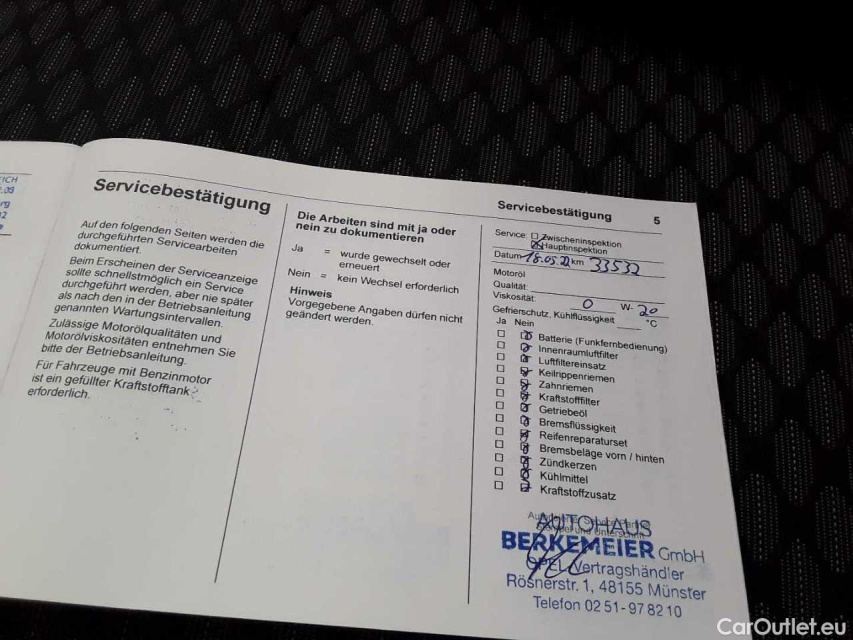 Servicebestätigung
Auf den folgenden Seiten werden die
durchgeführten Servicearbeiten
dokumentiert.
Beim Erscheinen der Serviceanzeige
sollte schnellstmöglich ein Service
durchgeführt werden, aber nie später
als nach den in der Betriebsanleitung
genannten Wartungsintervallen.
Zulässige Motorölqualitäten und
Motorölviskositäten entnehmen Sie
bitte der Betriebsanleitung.
Für Fahrzeuge mit Benzinmotor
ist ein gefüllter Kraftstofftank
erforderlich.
Die Arbeiten sind mit ja oder
nein zu dokumentieren
Ja = wurde gewechselt oder
erneuert
Nein = kein Wechsel erforderlich
Hinweis
Vorgegebene Angaben dürfen nicht
geändert werden.
Servicebestätigung 5
Service: Zwischeninspektion
Hauptinspektion
Datum 18.05.22 km 33532
Motoröl
Qualität:
Viskosität: 0 W- 20
Gefrierschutz, Kühlflüssigkeit °C
Ja Nein
Batterie (Funkfernbedienung)
Innenraumluftfilter
Luftfiltereinsatz
Keilrippenriemen
Zahnriemen
Kraftstofffilter
Getriebeöl
Bremsflüssigkeit
Reifenreparaturset
Bremsbeläge vorn / hinten
Zündkerzen
Kühlmittel
Kraftstoffzusatz
AUTOHAUS
BERKEMEIER GmbH
OPEL Vertragshändler
Rösnerstr. 1, 48155 Münster
Telefon 02 51- 97 82 10
CarOutlet.eu